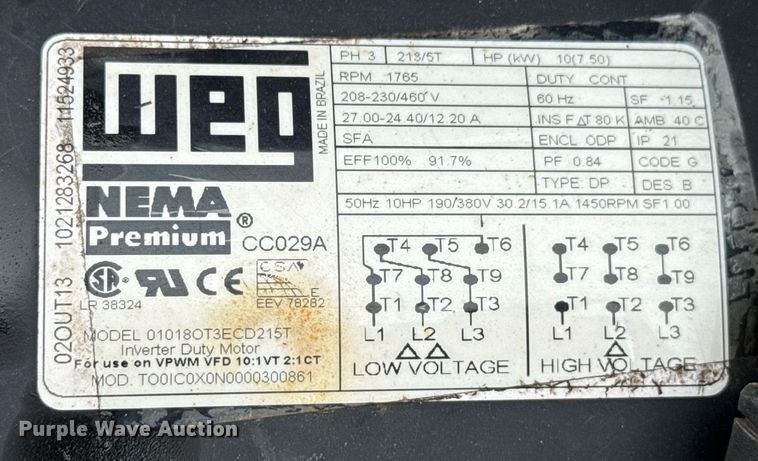 02OUT13 1021283268 11524933
WEG
MADE IN BRAZIL
NEMA
Premium ® CC029A
CSA
EEV 78282
LR 38324
MODEL 01018OT3ECD215T
Inverter Duty Motor
For use on VPWM VFD 10:1VT 2:1CT
MOD. TO0IC0X0N0000300861
PH 3 213/5T HP (kW) 10(7.50)
RPM 1765 DUTY CONT
208-230/460 V 60 Hz SF 1.15
27.00-24.40/12.20 A INS F ΔT 80 K AMB 40 C
SFA ENCL ODP IP 21
EFF100% 91.7% PF 0.84 CODE G
TYPE: DP DES B
50Hz 10HP 190/380V 30.2/15.1A 1450RPM SF1.00
T4 T5 T6 T4 T5 T6
T7 T8 T9 T7 T8 T9
T1 T2 T3 T1 T2 T3
L1 L2 L3 L1 L2 L3
LOW VOLTAGE HIGH VOLTAGE
Purple Wave Auction